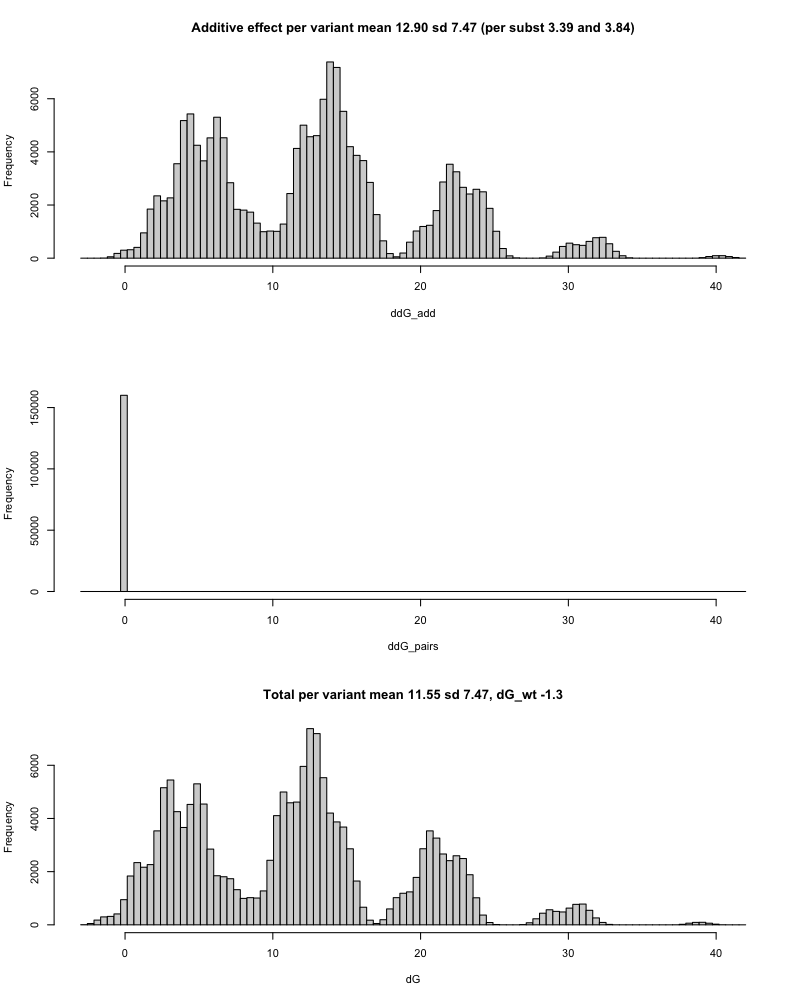 Additive effect per variant mean 12.90 sd 7.47 (per subst 3.39 and 3.84)
Frequency
6000
4000
2000
0
0 10 20 30 40
ddG_add
Frequency
150000
100000
50000
0
0 10 20 30 40
ddG_pairs
Total per variant mean 11.55 sd 7.47, dG_wt -1.3
Frequency
6000
4000
2000
0
0 10 20 30 40
dG